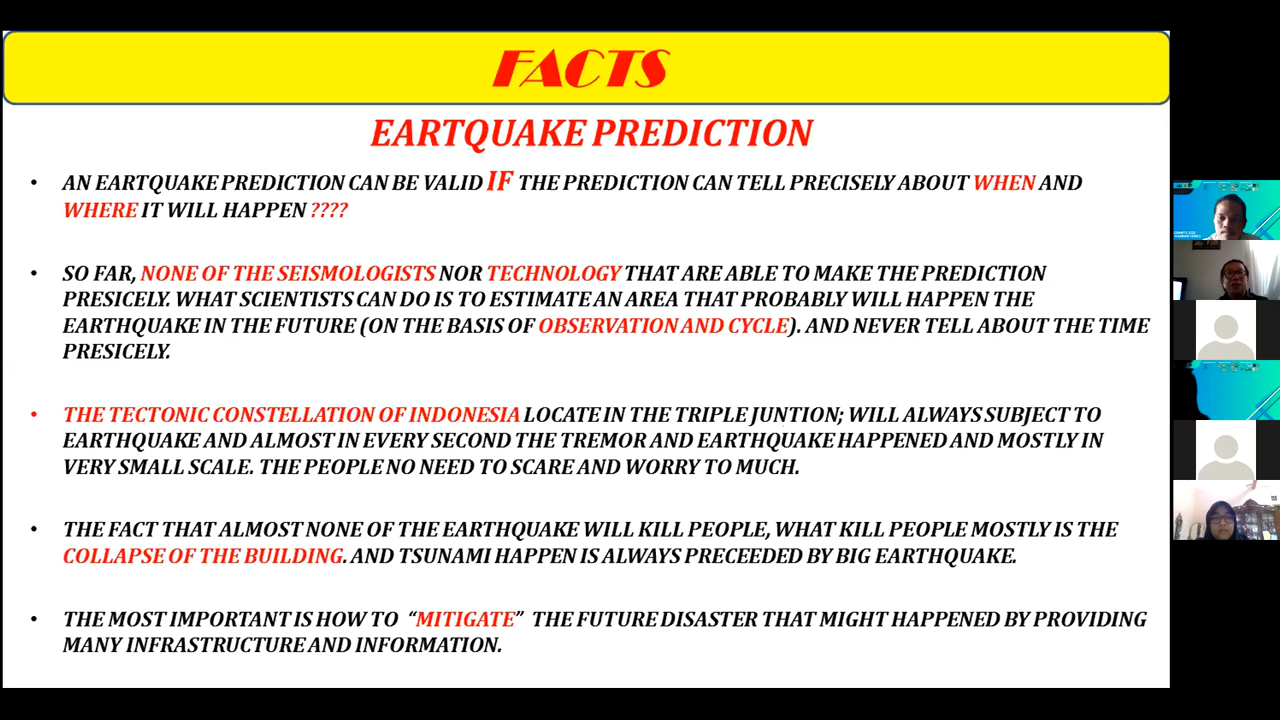 FACTS
EARTQUAKE PREDICTION
• AN EARTQUAKE PREDICTION CAN BE VALID IF THE PREDICTION CAN TELL PRECISELY ABOUT WHEN AND
WHERE IT WILL HAPPEN ????
• SO FAR, NONE OF THE SEISMOLOGISTS NOR TECHNOLOGY THAT ARE ABLE TO MAKE THE PREDICTION
PRESICELY. WHAT SCIENTISTS CAN DO IS TO ESTIMATE AN AREA THAT PROBABLY WILL HAPPEN THE
EARTHQUAKE IN THE FUTURE (ON THE BASIS OF OBSERVATION AND CYCLE). AND NEVER TELL ABOUT THE TIME
PRESICELY.
• THE TECTONIC CONSTELLATION OF INDONESIA LOCATE IN THE TRIPLE JUNTION; WILL ALWAYS SUBJECT TO
EARTHQUAKE AND ALMOST IN EVERY SECOND THE TREMOR AND EARTHQUAKE HAPPENED AND MOSTLY IN
VERY SMALL SCALE. THE PEOPLE NO NEED TO SCARE AND WORRY TO MUCH.
• THE FACT THAT ALMOST NONE OF THE EARTHQUAKE WILL KILL PEOPLE, WHAT KILL PEOPLE MOSTLY IS THE
COLLAPSE OF THE BUILDING. AND TSUNAMI HAPPEN IS ALWAYS PRECEEDED BY BIG EARTHQUAKE.
• THE MOST IMPORTANT IS HOW TO “MITIGATE” THE FUTURE DISASTER THAT MIGHT HAPPENED BY PROVIDING
MANY INFRASTRUCTURE AND INFORMATION.